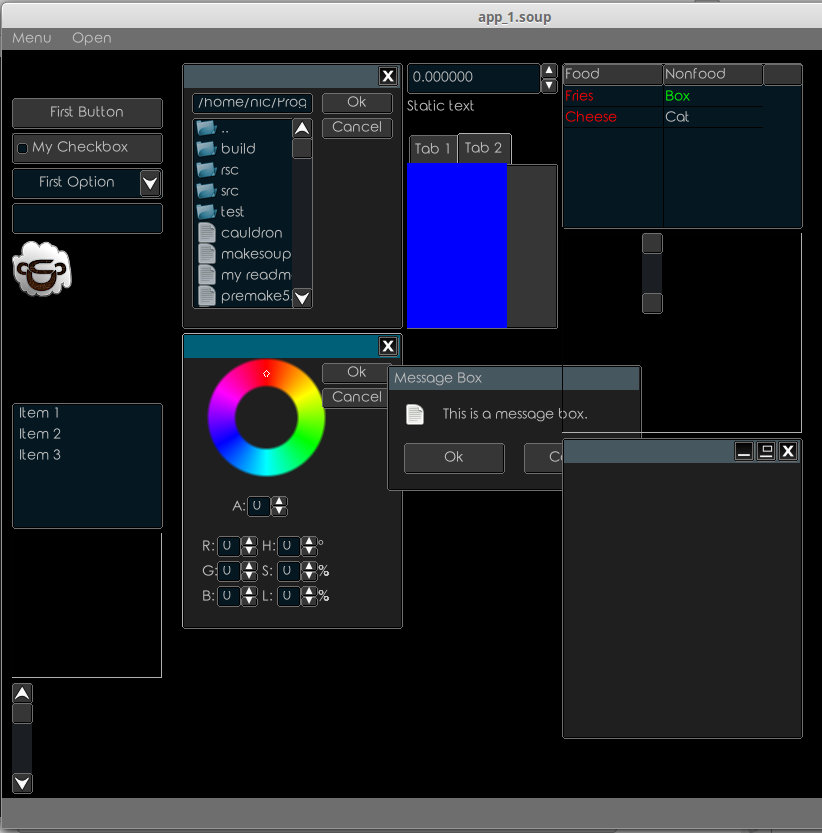 app_1.soup
Menu Open
First Button
My Checkbox
First Option
Item 1
Item 2
Item 3
/home/nic/Prog
Ok
Cancel
..
build
rsc
src
test
cauldron
makesoup
my readm
premake5.
0.000000
Static text
Tab 1 Tab 2
Food Nonfood
Fries Box
Cheese Cat
Ok
Cancel
A: 0
R: 0 H: 0 °
G: 0 S: 0 %
B: 0 L: 0 %
Message Box
This is a message box.
Ok